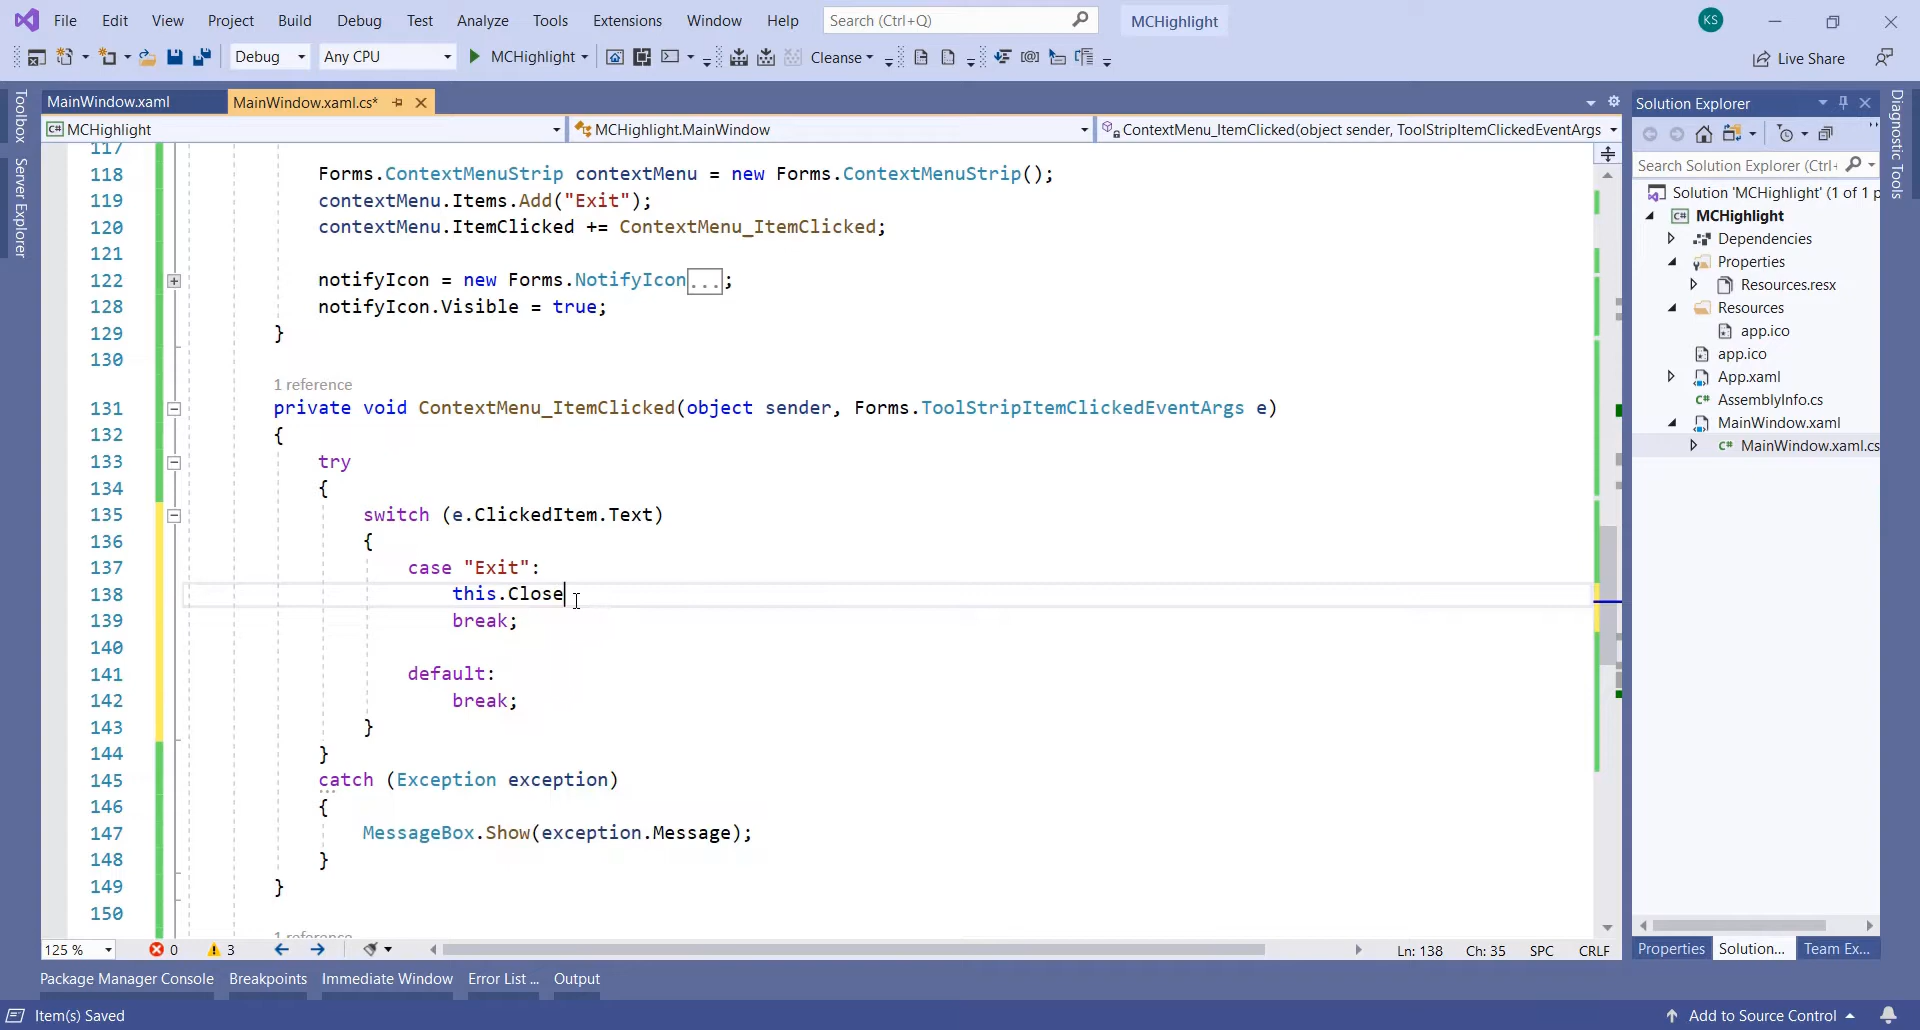 File Edit View Project Build Debug Test Analyze Tools Extensions Window Help Search (Ctrl+Q) MCHighlight KS
Debug Any CPU MCHighlight Cleanse Live Share
Toolbox
Server Explorer
MainWindow.xaml MainWindow.xaml.cs*
MCHighlight MCHighlight.MainWindow ContextMenu_ItemClicked(object sender, ToolStripItemClickedEventArgs
117
118 Forms.ContextMenuStrip contextMenu = new Forms.ContextMenuStrip();
119 contextMenu.Items.Add("Exit");
120 contextMenu.ItemClicked += ContextMenu_ItemClicked;
121
122 notifyIcon = new Forms.NotifyIcon...;
128 notifyIcon.Visible = true;
129 }
130
1 reference
131 private void ContextMenu_ItemClicked(object sender, Forms.ToolStripItemClickedEventArgs e)
132 {
133 try
134 {
135 switch (e.ClickedItem.Text)
136 {
137 case "Exit":
138 this.Close
139 break;
140
141 default:
142 break;
143 }
144 }
145 catch (Exception exception)
146 {
147 MessageBox.Show(exception.Message);
148 }
149 }
150
1 reference
125 % 0 3 Ln: 138 Ch: 35 SPC CRLF
Solution Explorer
Search Solution Explorer (Ctrl+
Solution 'MCHighlight' (1 of 1 p
C# MCHighlight
Dependencies
Properties
Resources.resx
Resources
app.ico
app.ico
App.xaml
C# AssemblyInfo.cs
MainWindow.xaml
C# MainWindow.xaml.cs
Properties Solution... Team Ex...
Diagnostic Tools
Package Manager Console Breakpoints Immediate Window Error List ... Output
Item(s) Saved Add to Source Control